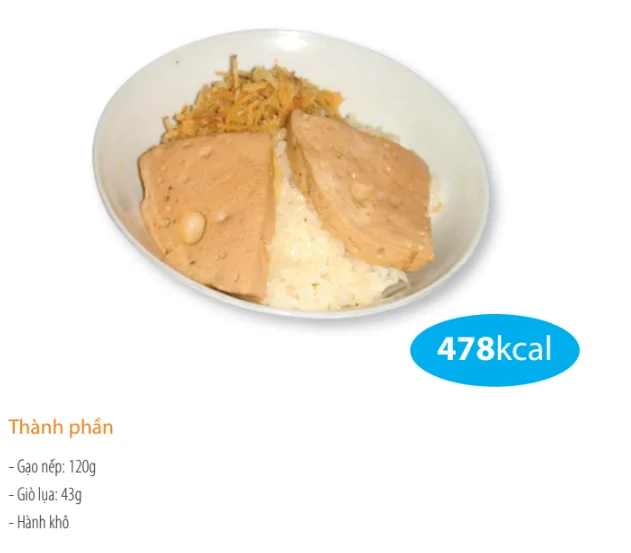 478kcal
Thành phần
- Gạo nếp: 120g
- Giò lụa: 43g
- Hành khô